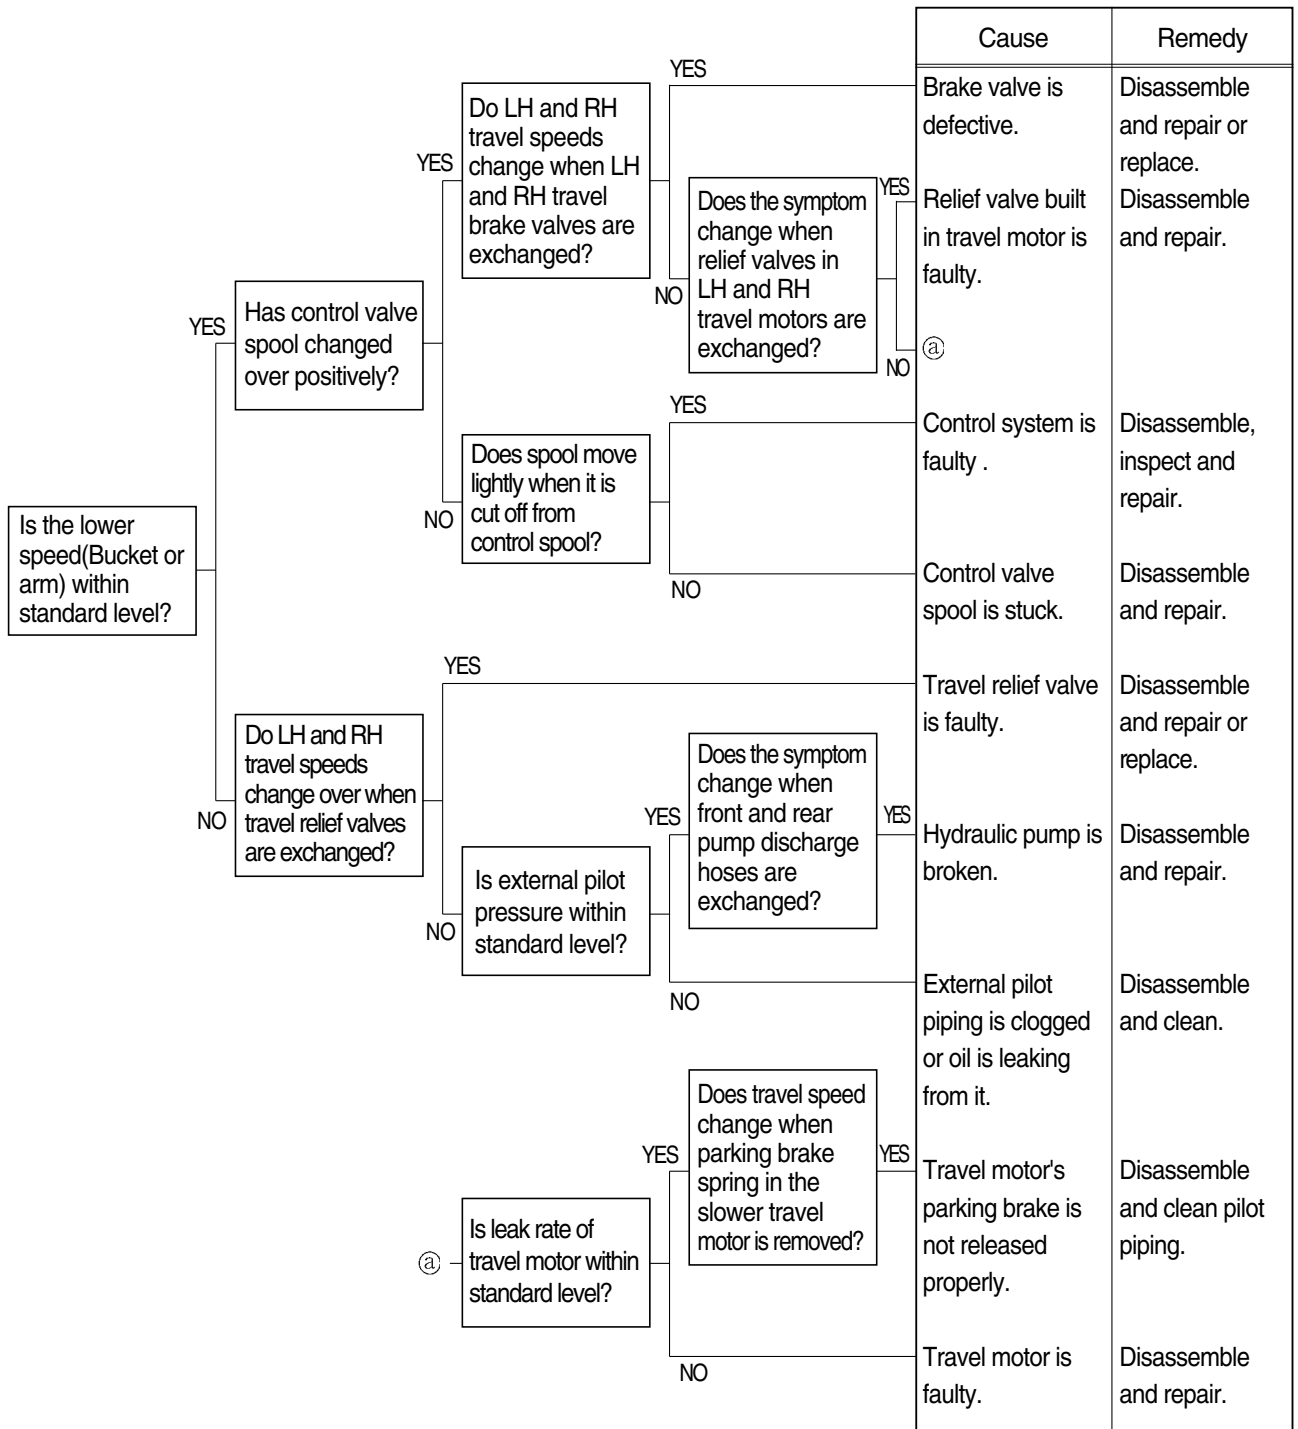 Cause
Remedy
Is the lower
speed(Bucket or
arm) within
standard level?
YES
NO
Has control valve
spool changed
over positively?
YES
NO
Do LH and RH
travel speeds
change when LH
and RH travel
brake valves are
exchanged?
YES
NO
Does the symptom
change when
relief valves in
LH and RH
travel motors are
exchanged?
YES
NO
Brake valve is
defective.
Disassemble
and repair or
replace.
Relief valve built
in travel motor is
faulty.
Disassemble
and repair.
ⓐ
Does spool move
lightly when it is
cut off from
control spool?
YES
NO
Control system is
faulty .
Disassemble,
inspect and
repair.
Control valve
spool is stuck.
Disassemble
and repair.
Do LH and RH
travel speeds
change over when
travel relief valves
are exchanged?
YES
NO
Travel relief valve
is faulty.
Disassemble
and repair or
replace.
Is external pilot
pressure within
standard level?
YES
NO
Does the symptom
change when
front and rear
pump discharge
hoses are
exchanged?
YES
Hydraulic pump is
broken.
Disassemble
and repair.
External pilot
piping is clogged
or oil is leaking
from it.
Disassemble
and clean.
ⓐ
Is leak rate of
travel motor within
standard level?
YES
NO
Does travel speed
change when
parking brake
spring in the
slower travel
motor is removed?
YES
Travel motor's
parking brake is
not released
properly.
Disassemble
and clean pilot
piping.
Travel motor is
faulty.
Disassemble
and repair.